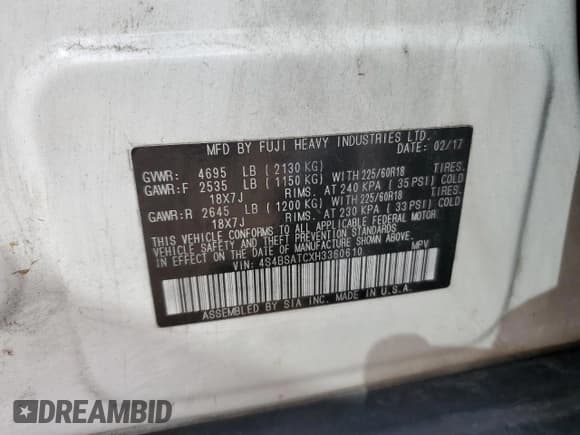 MFD BY FUJI HEAVY INDUSTRIES LTD.
DATE: 02/17
GVWR: 4695 LB ( 2130 KG)
GAWR:F 2535 LB ( 1150 KG) WITH 225/60R18 TIRES.
18X7J RIMS. AT 240 KPA ( 35 PSI) COLD
GAWR:R 2645 LB ( 1200 KG) WITH 225/60R18 TIRES.
18X7J RIMS. AT 230 KPA ( 33 PSI) COLD
THIS VEHICLE CONFORMS TO ALL APPLICABLE FEDERAL MOTOR
VEHICLE SAFETY AND THEFT PREVENTION STANDARDS
IN EFFECT ON THE DATE OF MANUFACTURE SHOWN ABOVE.
VIN: 4S4BSATCXH3360610 MPV
ASSEMBLED BY SIA INC. MADE IN U.S.A.
DREAMBID